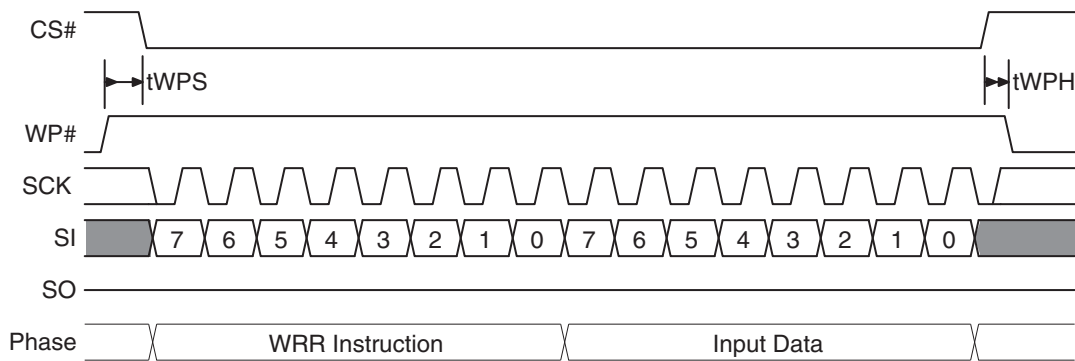 CS#
tWPS tWPH
WP#
SCK
SI 7 6 5 4 3 2 1 0 7 6 5 4 3 2 1 0
SO
Phase WRR Instruction Input Data